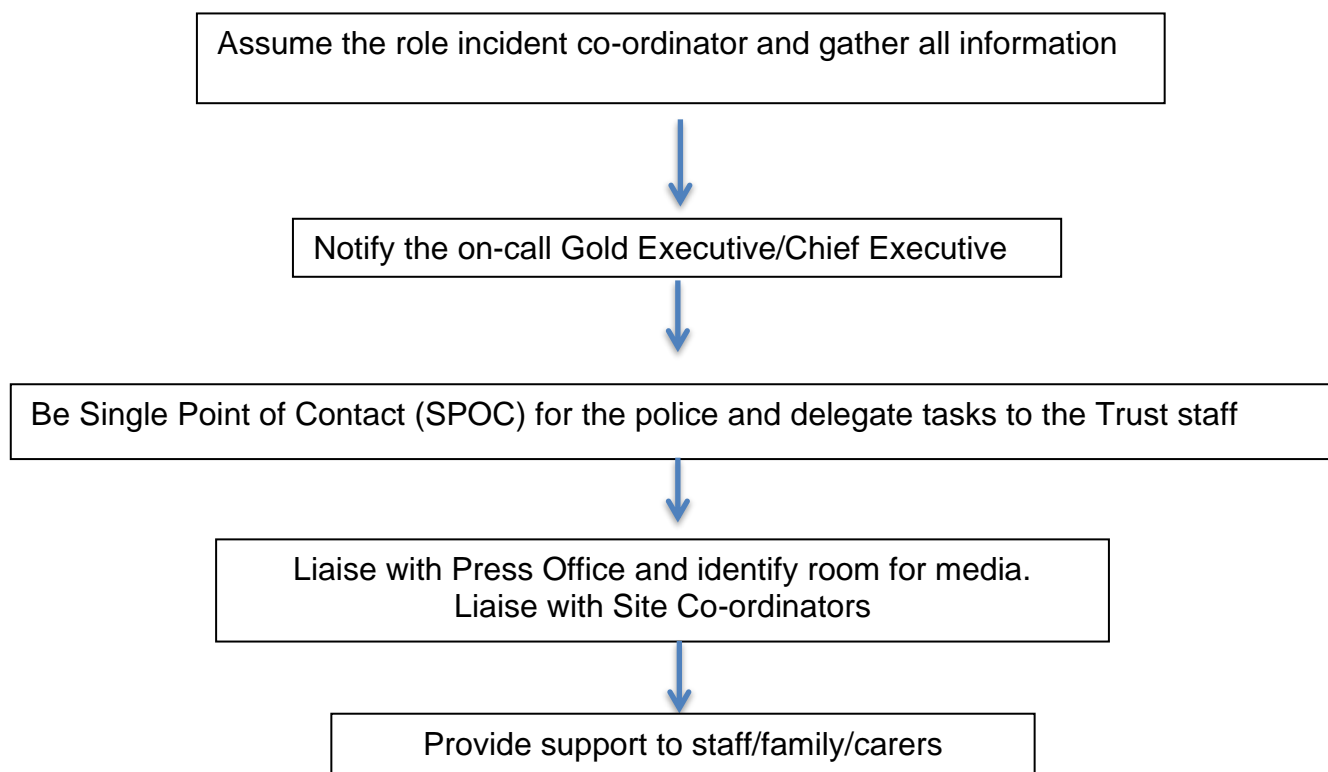 Assume the role incident co-ordinator and gather all information
Notify the on-call Gold Executive/Chief Executive
Be Single Point of Contact (SPOC) for the police and delegate tasks to the Trust staff
Liaise with Press Office and identify room for media.
Liaise with Site Co-ordinators
Provide support to staff/family/carers